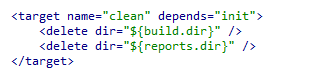 <target name="clean" depends="init">
    <delete dir="${build.dir}" />
    <delete dir="${reports.dir}" />
</target>